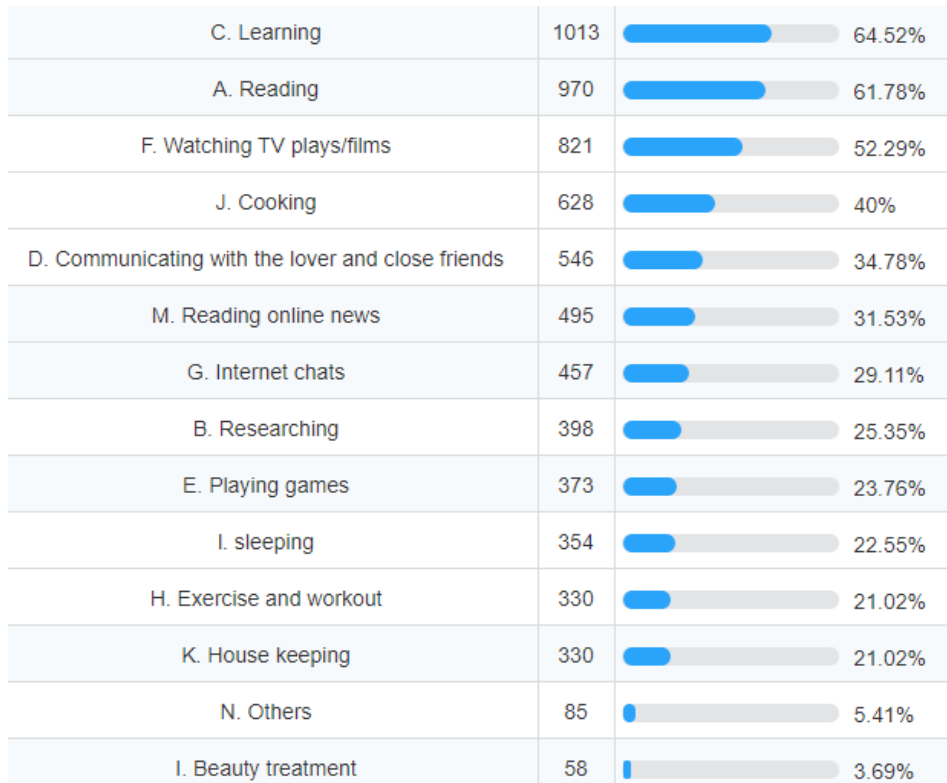 C. Learning 1013 64.52%
A. Reading 970 61.78%
F. Watching TV plays/films 821 52.29%
J. Cooking 628 40%
D. Communicating with the lover and close friends 546 34.78%
M. Reading online news 495 31.53%
G. Internet chats 457 29.11%
B. Researching 398 25.35%
E. Playing games 373 23.76%
I. sleeping 354 22.55%
H. Exercise and workout 330 21.02%
K. House keeping 330 21.02%
N. Others 85 5.41%
I. Beauty treatment 58 3.69%